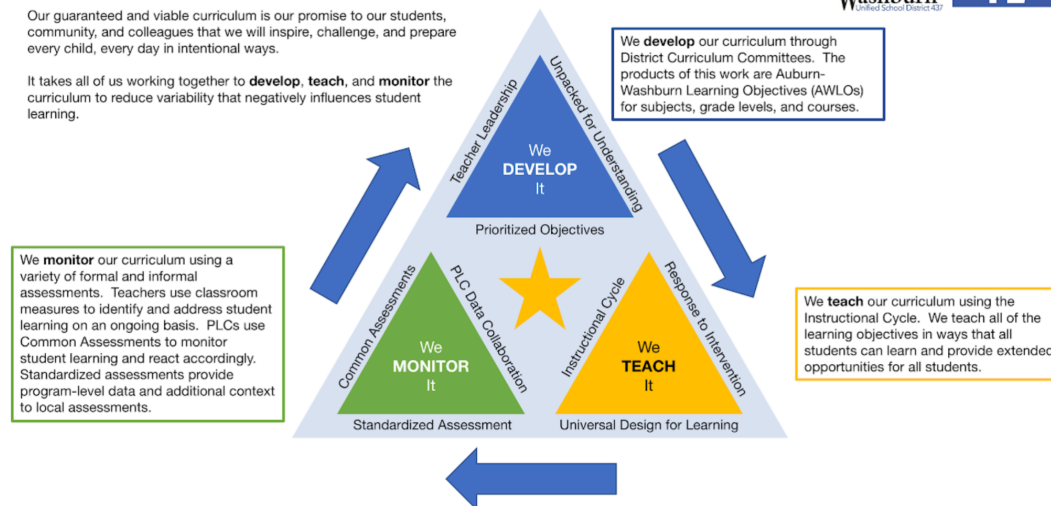 Our guaranteed and viable curriculum is our promise to our students,
community, and colleagues that we will inspire, challenge, and prepare
every child, every day in intentional ways.
It takes all of us working together to develop, teach, and monitor the
curriculum to reduce variability that negatively influences student
learning.
Unified School District 437
We develop our curriculum through
District Curriculum Committees. The
products of this work are Auburn-
Washburn Learning Objectives (AWLOs)
for subjects, grade levels, and courses.
Teacher Leadership
Unpacked for Understanding
We
DEVELOP
It
Prioritized Objectives
We monitor our curriculum using a
variety of formal and informal
assessments. Teachers use classroom
measures to identify and address student
learning on an ongoing basis. PLCs use
Common Assessments to monitor
student learning and react accordingly.
Standardized assessments provide
program-level data and additional context
to local assessments.
Common Assessments
PLC Data Collaboration
We
MONITOR
It
Standardized Assessment
Instructional Cycle
Response to Intervention
We
TEACH
It
Universal Design for Learning
We teach our curriculum using the
Instructional Cycle. We teach all of the
learning objectives in ways that all
students can learn and provide extended
opportunities for all students.